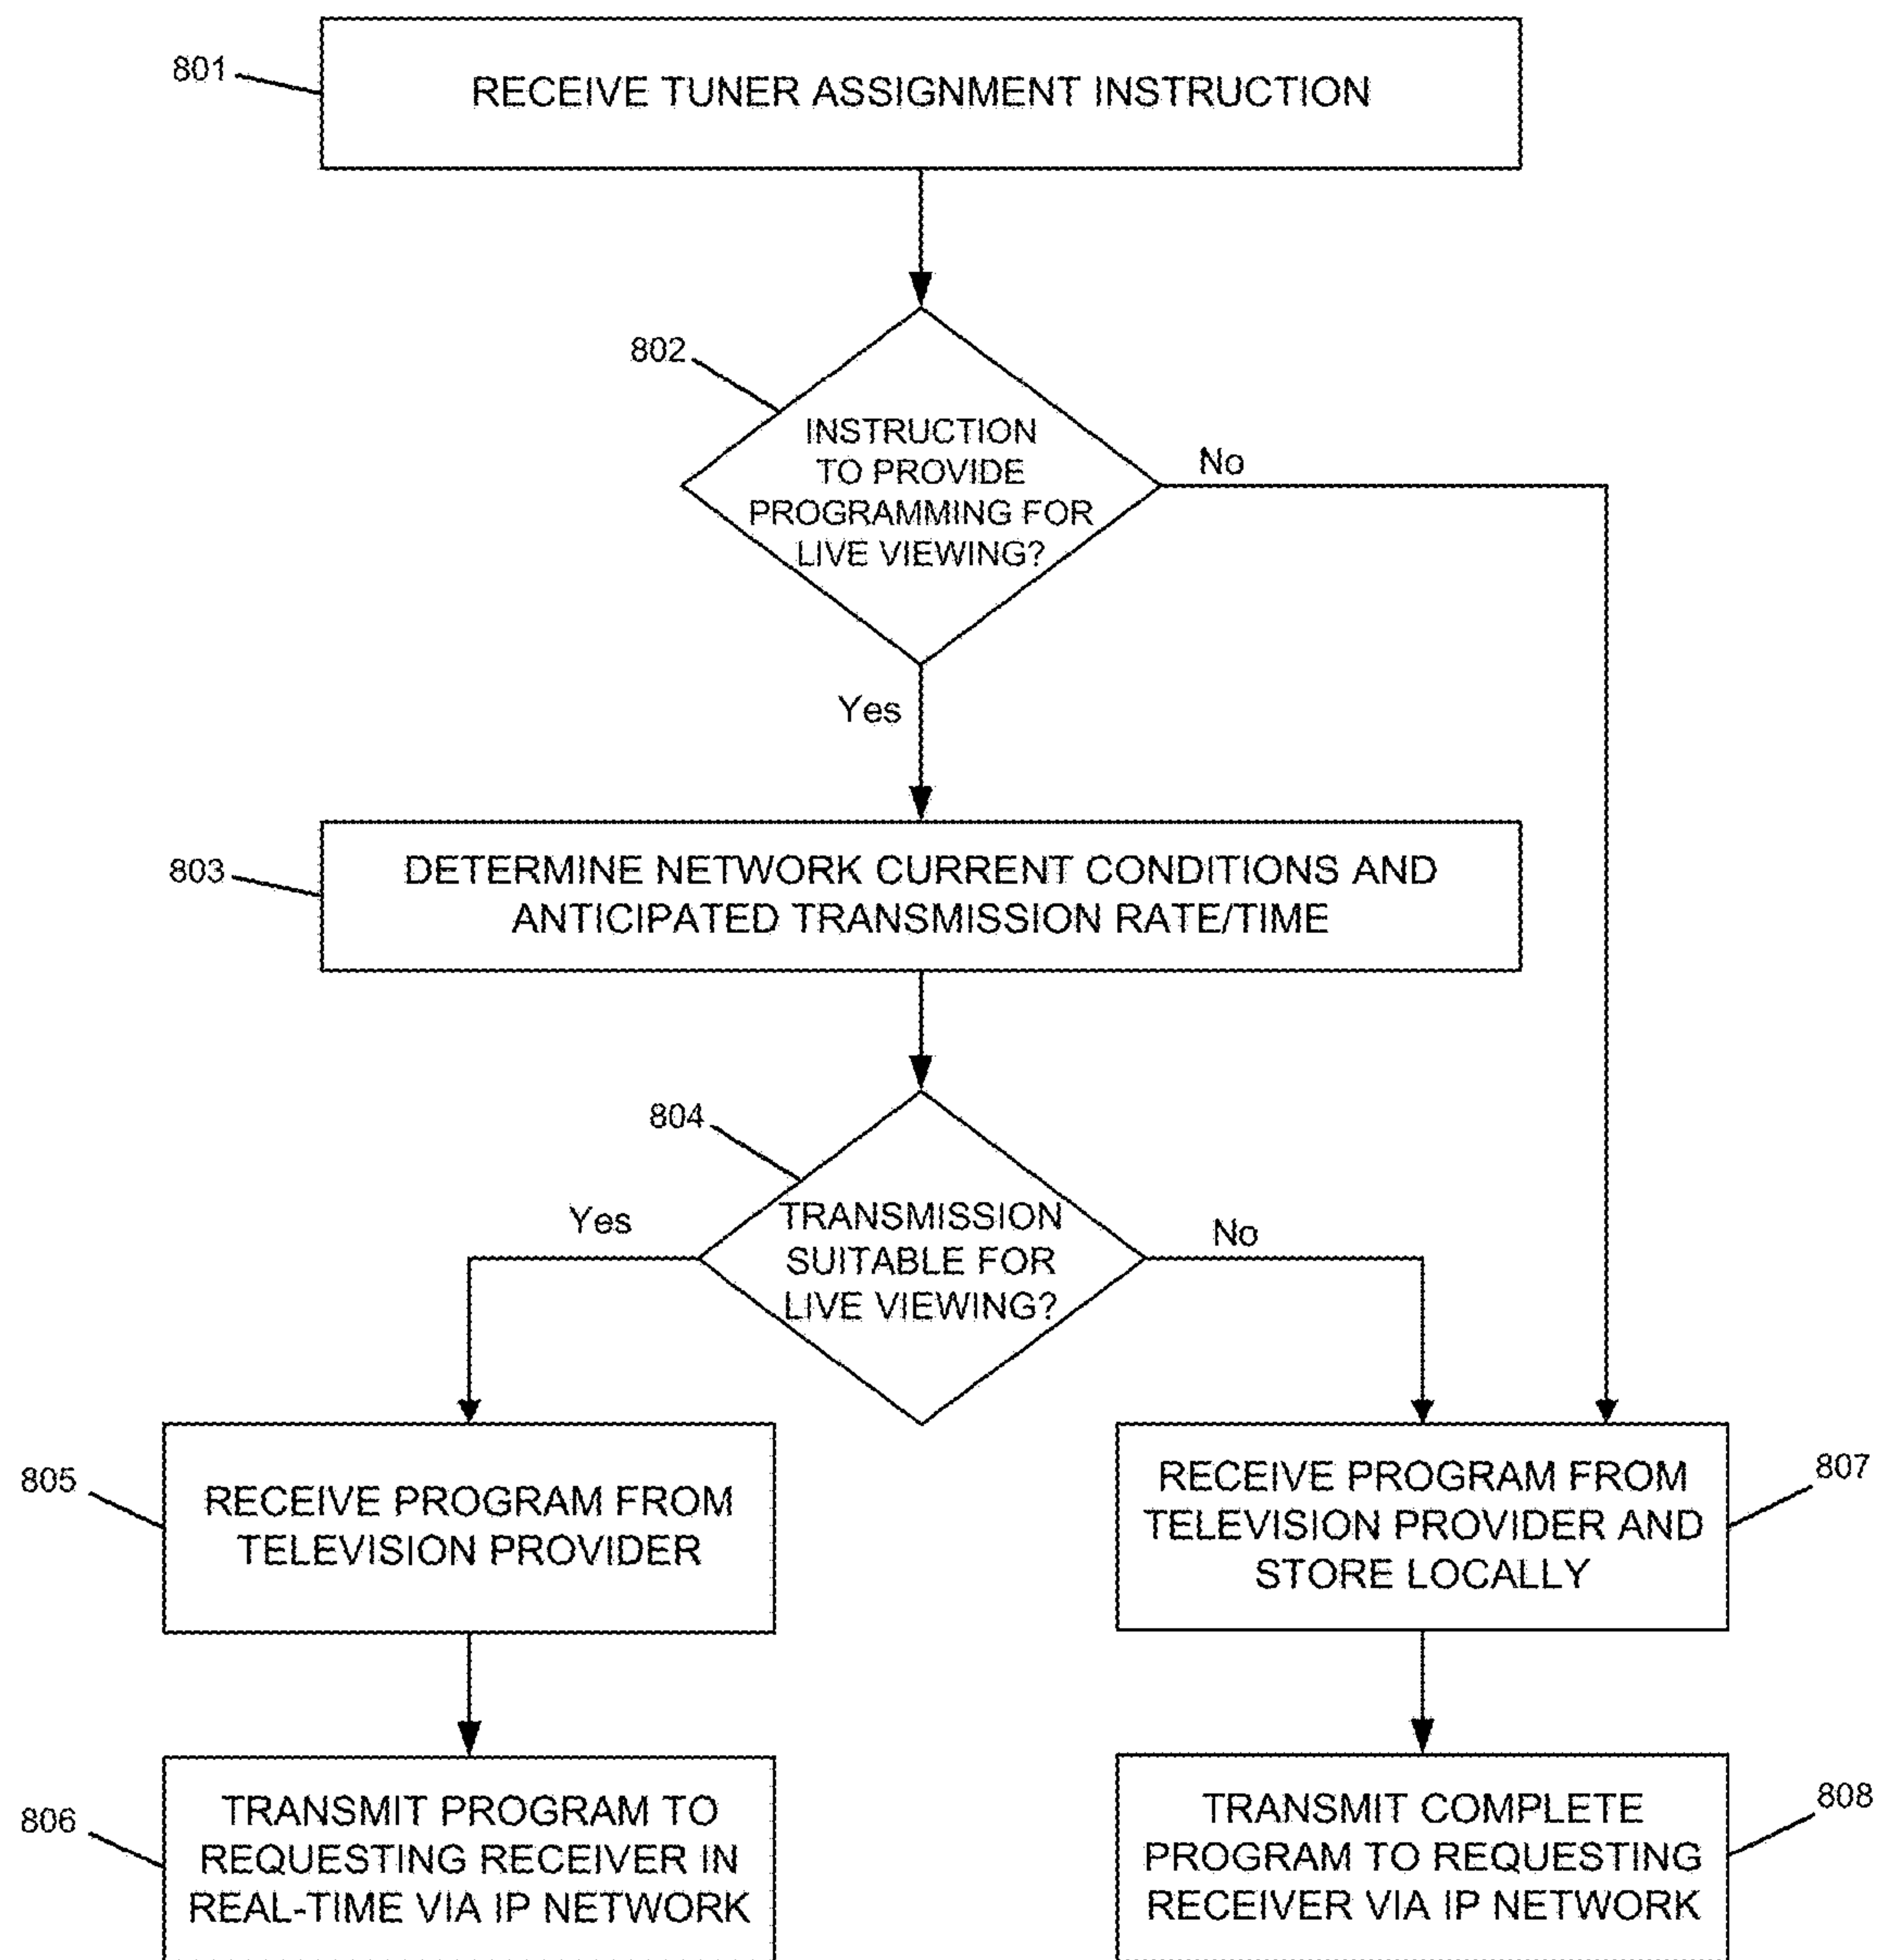 801
RECEIVE TUNER ASSIGNMENT INSTRUCTION
802
INSTRUCTION
TO PROVIDE
PROGRAMMING FOR
LIVE VIEWING?
No
Yes
803
DETERMINE NETWORK CURRENT CONDITIONS AND
ANTICIPATED TRANSMISSION RATE/TIME
804
TRANSMISSION
SUITABLE FOR
LIVE VIEWING?
Yes
No
805
RECEIVE PROGRAM FROM
TELEVISION PROVIDER
807
RECEIVE PROGRAM FROM
TELEVISION PROVIDER AND
STORE LOCALLY
806
TRANSMIT PROGRAM TO
REQUESTING RECEIVER IN
REAL-TIME VIA IP NETWORK
808
TRANSMIT COMPLETE
PROGRAM TO REQUESTING
RECEIVER VIA IP NETWORK